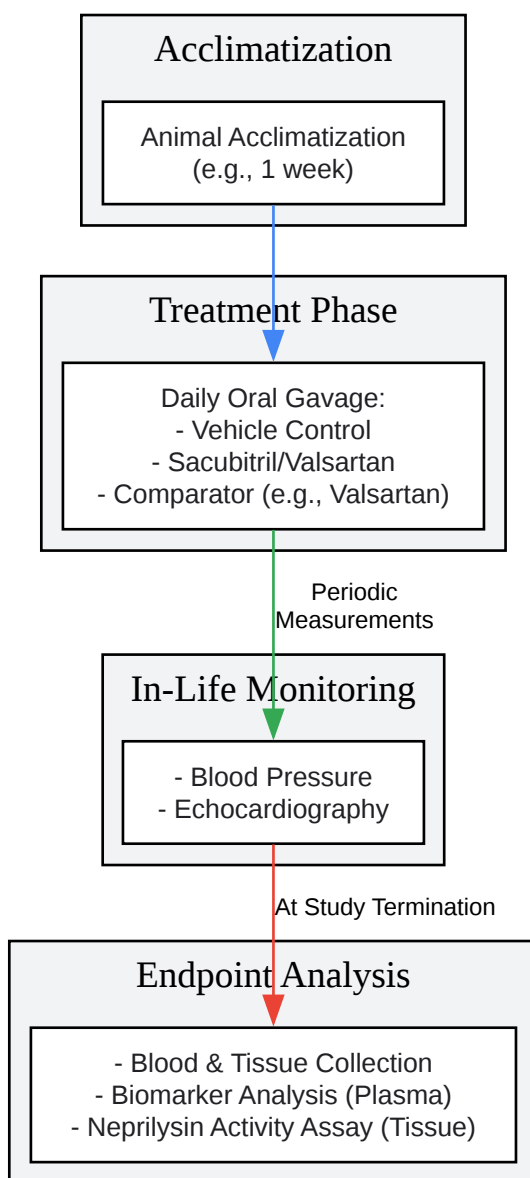 Acclimatization
Animal Acclimatization
(e.g., 1 week)
Treatment Phase
Daily Oral Gavage:
- Vehicle Control
- Sacubitril/Valsartan
- Comparator (e.g., Valsartan)
Periodic
Measurements
In-Life Monitoring
- Blood Pressure
- Echocardiography
At Study Termination
Endpoint Analysis
- Blood & Tissue Collection
- Biomarker Analysis (Plasma)
- Neprilysin Activity Assay (Tissue)